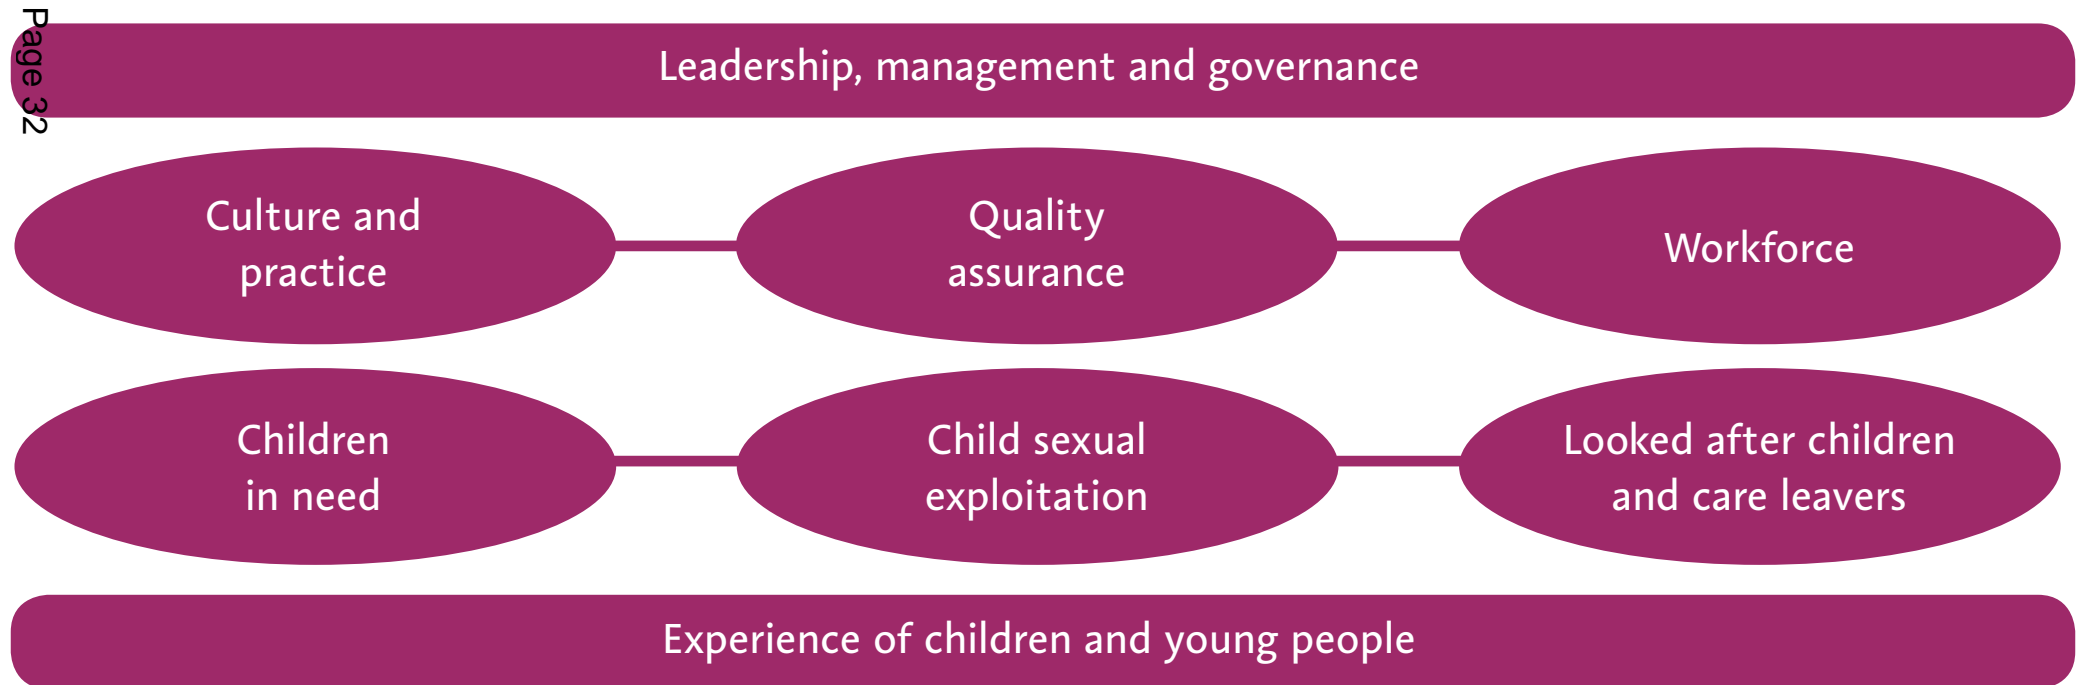 Page 32
Leadership, management and governance
Culture and
practice
Quality
assurance
Workforce
Children
in need
Child sexual
exploitation
Looked after children
and care leavers
Experience of children and young people